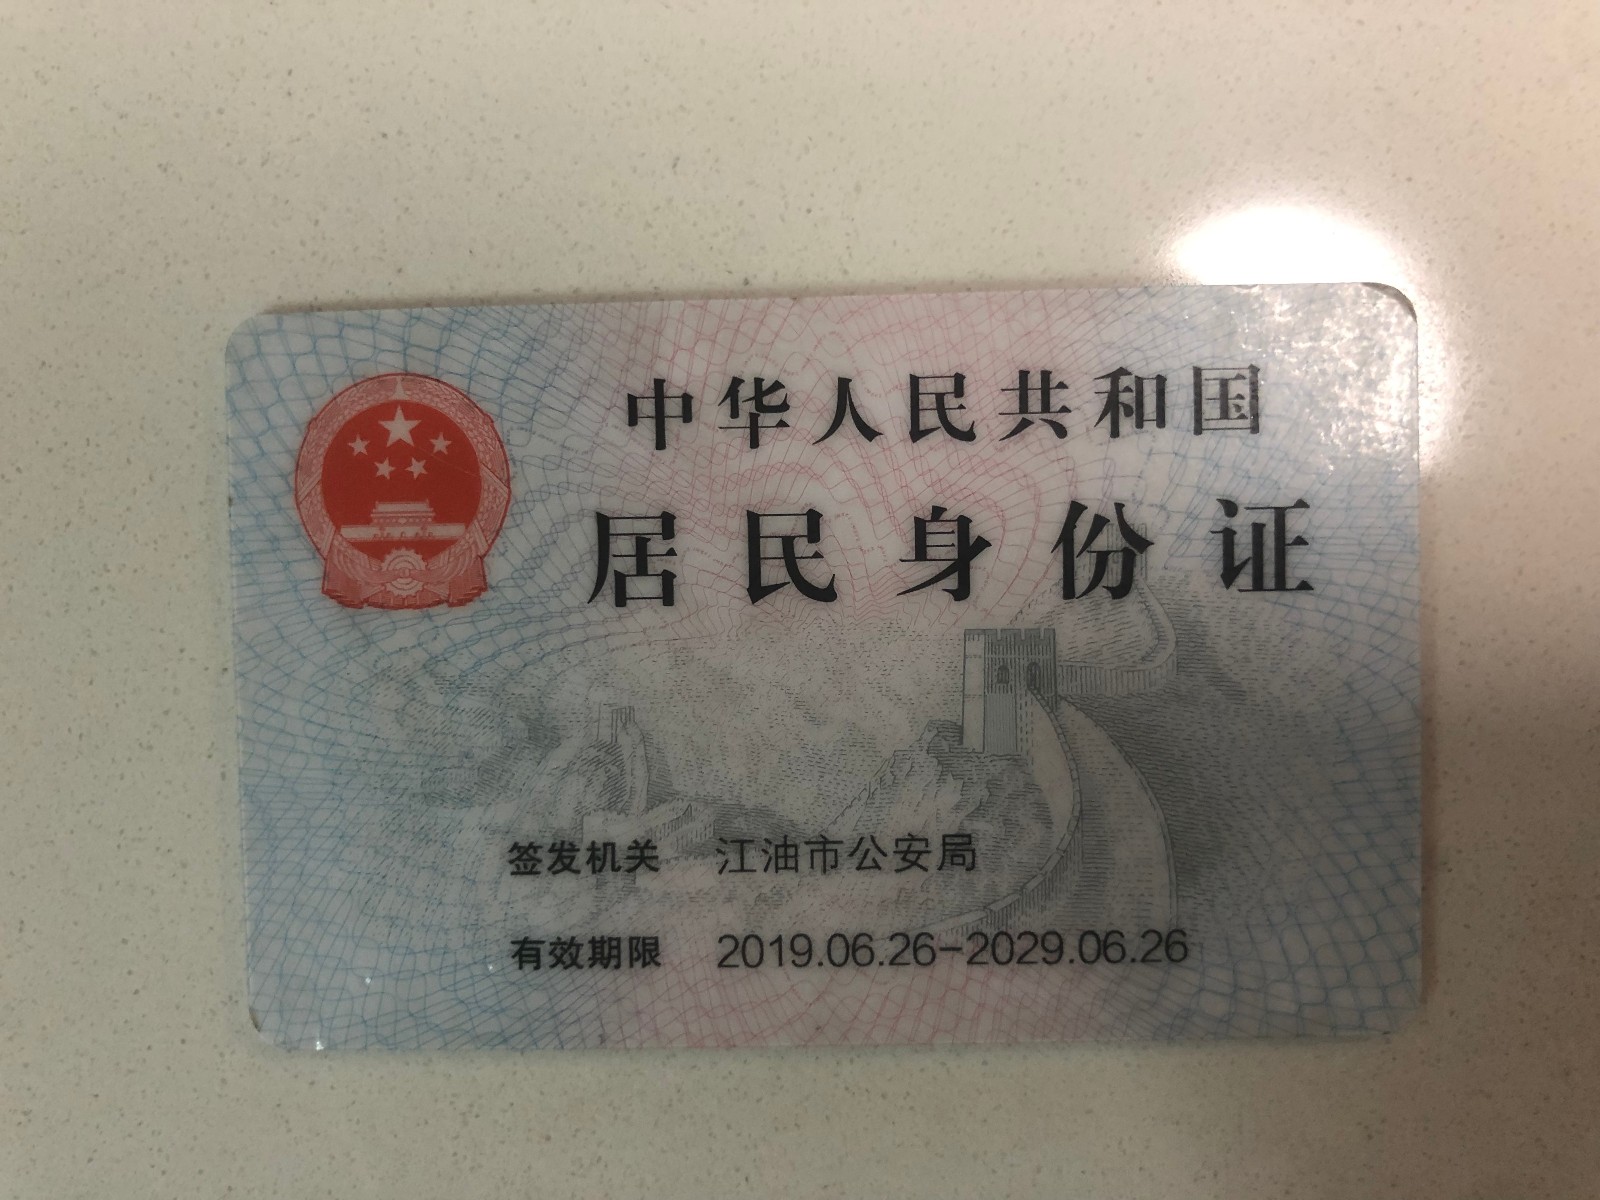 中华人民共和国
居民身份证
签发机关 江油市公安局
有效期限 2019.06.26-2029.06.26